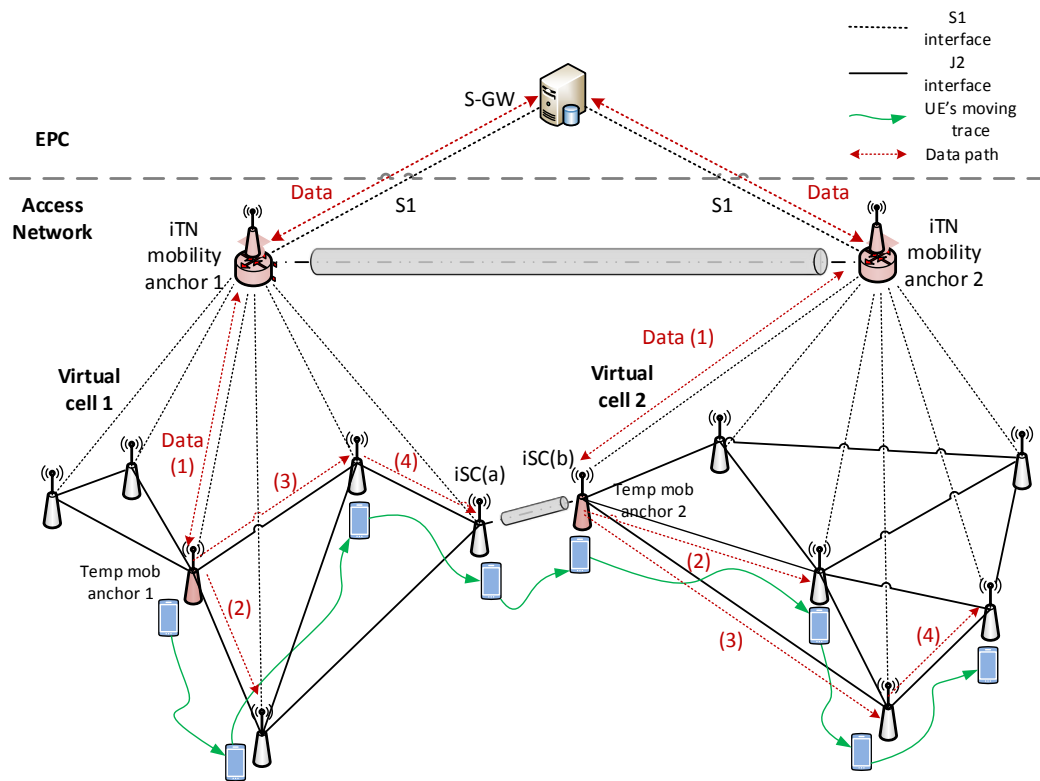 S1
interface
J2
interface
UE's moving
trace
Data path
S-GW
EPC
Access
Network
Data
Data
S1
S1
iTN
mobility
anchor 1
iTN
mobility
anchor 2
Virtual
cell 1
Data
(1)
(3)
(4)
iSC(a)
Data (1)
Virtual
cell 2
iSC(b)
Temp mob
anchor 2
Temp mob
anchor 1
(2)
(2)
(3)
(4)